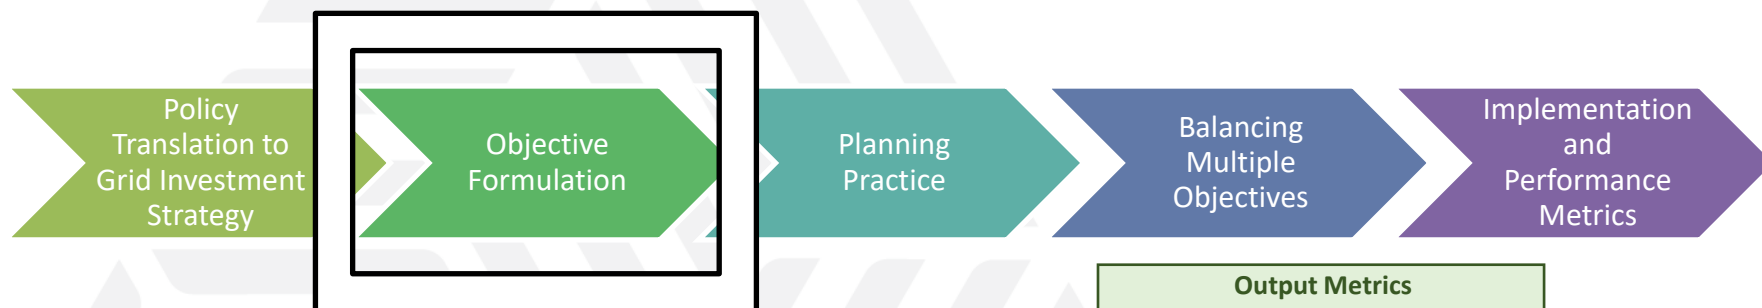 Policy
Translation to
Grid Investment
Strategy
Objective
Formulation
Planning
Practice
Balancing
Multiple
Objectives
Implementation
and
Performance
Metrics
Output Metrics